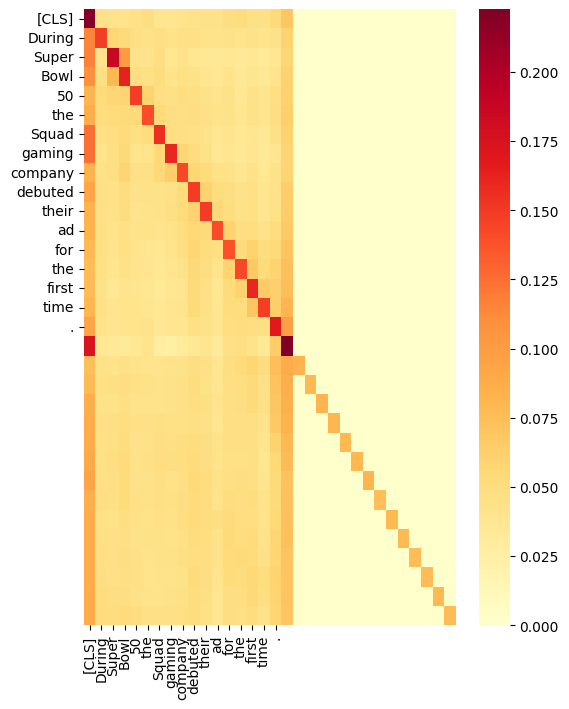 [CLS]
During
Super
Bowl
50
the
Squad
gaming
company
debuted
their
ad
for
the
first
time
.
[CLS]
During
Super
Bowl
50
the
Squad
gaming
company
debuted
their
ad
for
the
first
time
.
0.200
0.175
0.150
0.125
0.100
0.075
0.050
0.025
0.000